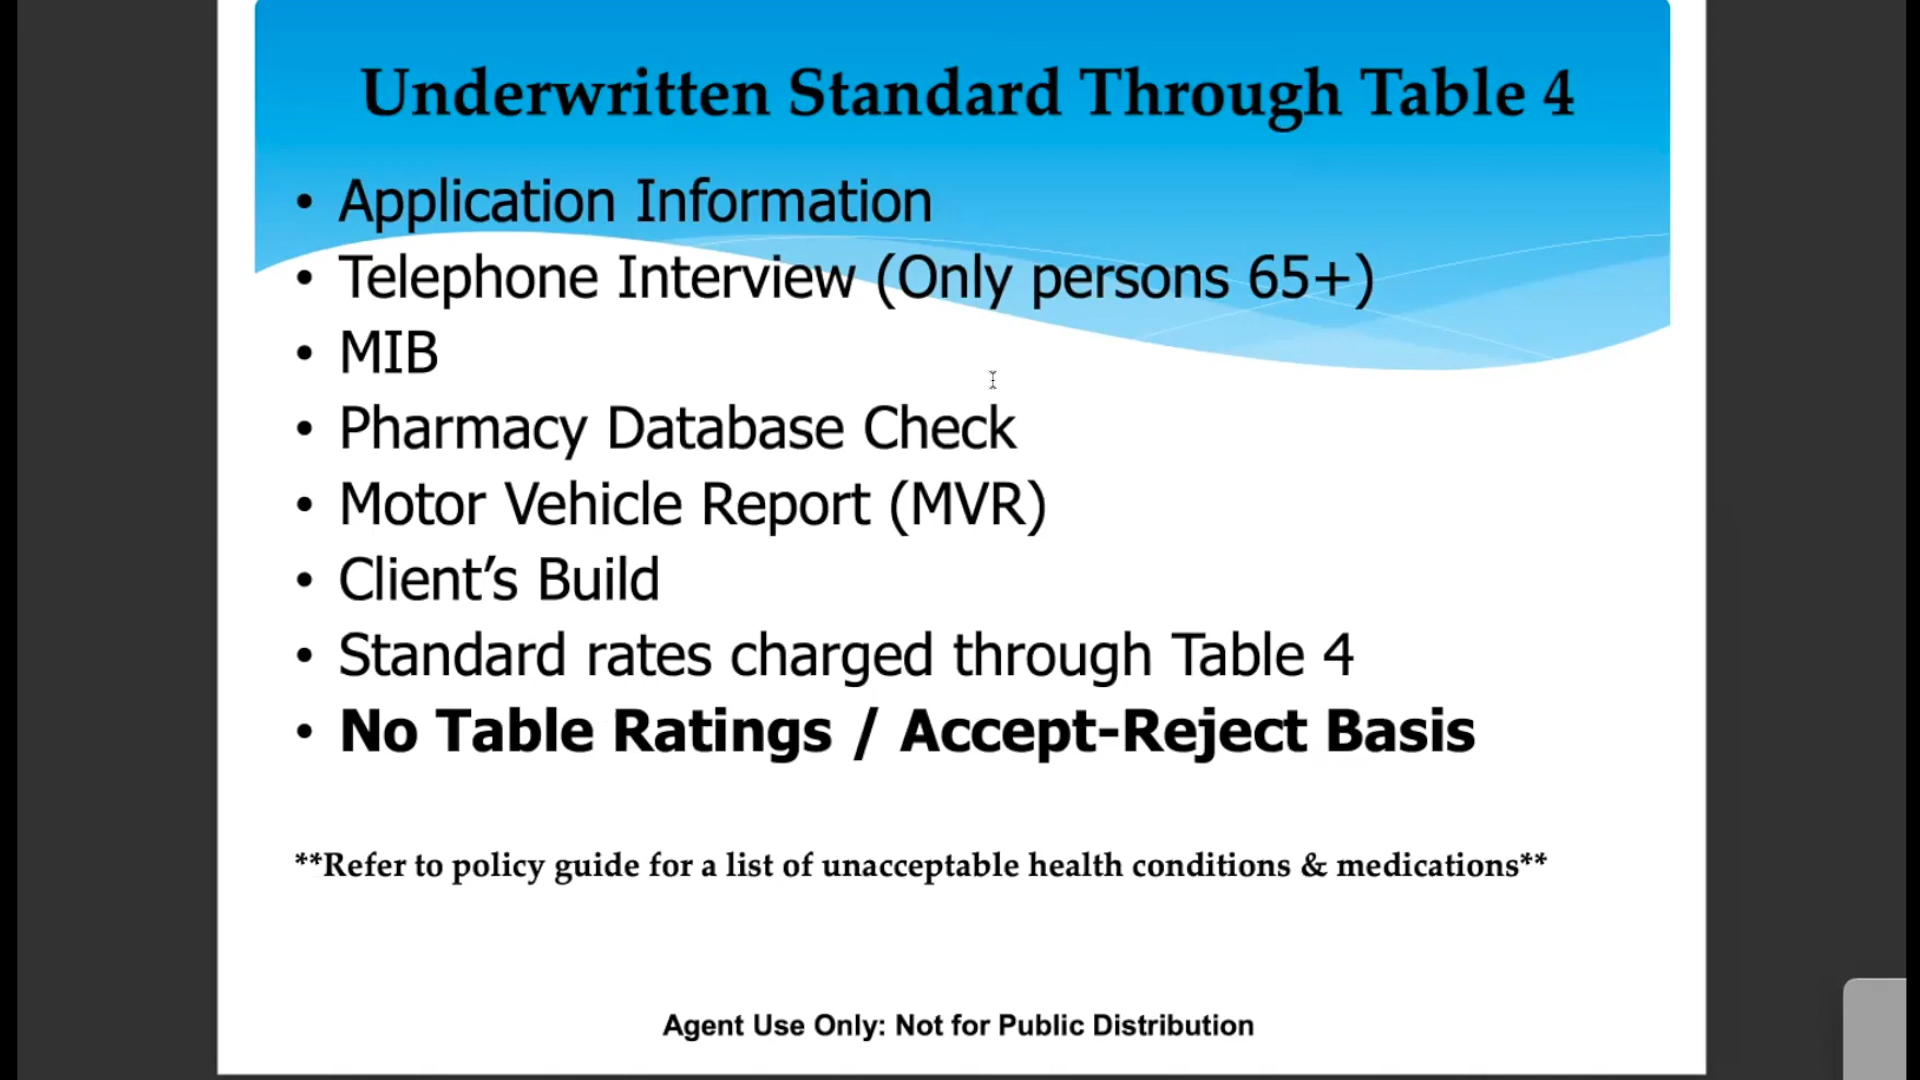 Underwritten Standard Through Table 4
• Application Information
• Telephone Interview (Only persons 65+)
• MIB
• Pharmacy Database Check
• Motor Vehicle Report (MVR)
• Client’s Build
• Standard rates charged through Table 4
• No Table Ratings / Accept-Reject Basis
**Refer to policy guide for a list of unacceptable health conditions & medications**
Agent Use Only: Not for Public Distribution